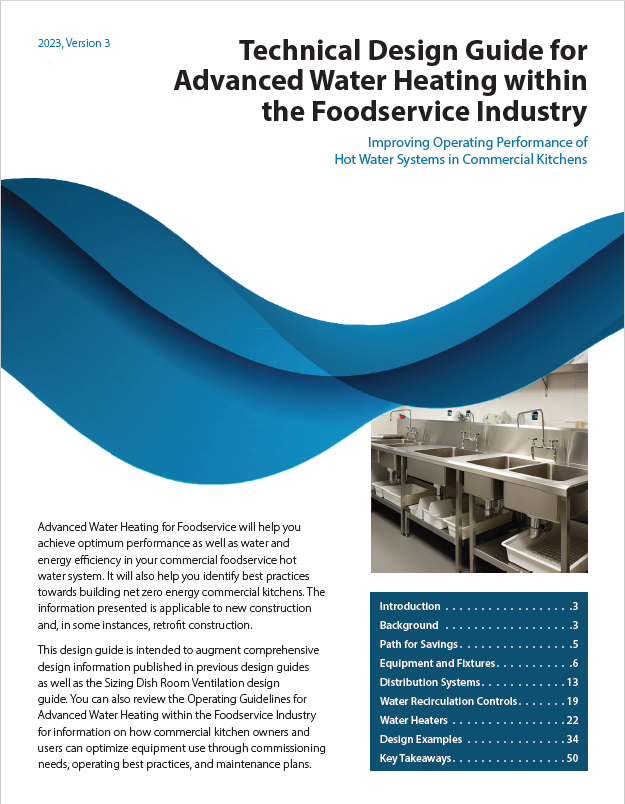 2023, Version 3
Technical Design Guide for
Advanced Water Heating within
the Foodservice Industry
Improving Operating Performance of
Hot Water Systems in Commercial Kitchens
Advanced Water Heating for Foodservice will help you
achieve optimum performance as well as water and
energy efficiency in your commercial foodservice hot
water system. It will also help you identify best practices
towards building net zero energy commercial kitchens. The
information presented is applicable to new construction
and, in some instances, retrofit construction.
This design guide is intended to augment comprehensive
design information published in previous design guides
as well as the Sizing Dish Room Ventilation design
guide. You can also review the Operating Guidelines for
Advanced Water Heating within the Foodservice Industry
for information on how commercial kitchen owners and
users can optimize equipment use through commissioning
needs, operating best practices, and maintenance plans.
Introduction . . . . . . . . . . . . . . . . . .3
Background . . . . . . . . . . . . . . . . . .3
Path for Savings. . . . . . . . . . . . . . . .5
Equipment and Fixtures. . . . . . . . . . .6
Distribution Systems. . . . . . . . . . . . 13
Water Recirculation Controls. . . . . . . 19
Water Heaters . . . . . . . . . . . . . . . . 22
Design Examples . . . . . . . . . . . . . . 34
Key Takeaways. . . . . . . . . . . . . . . . 50